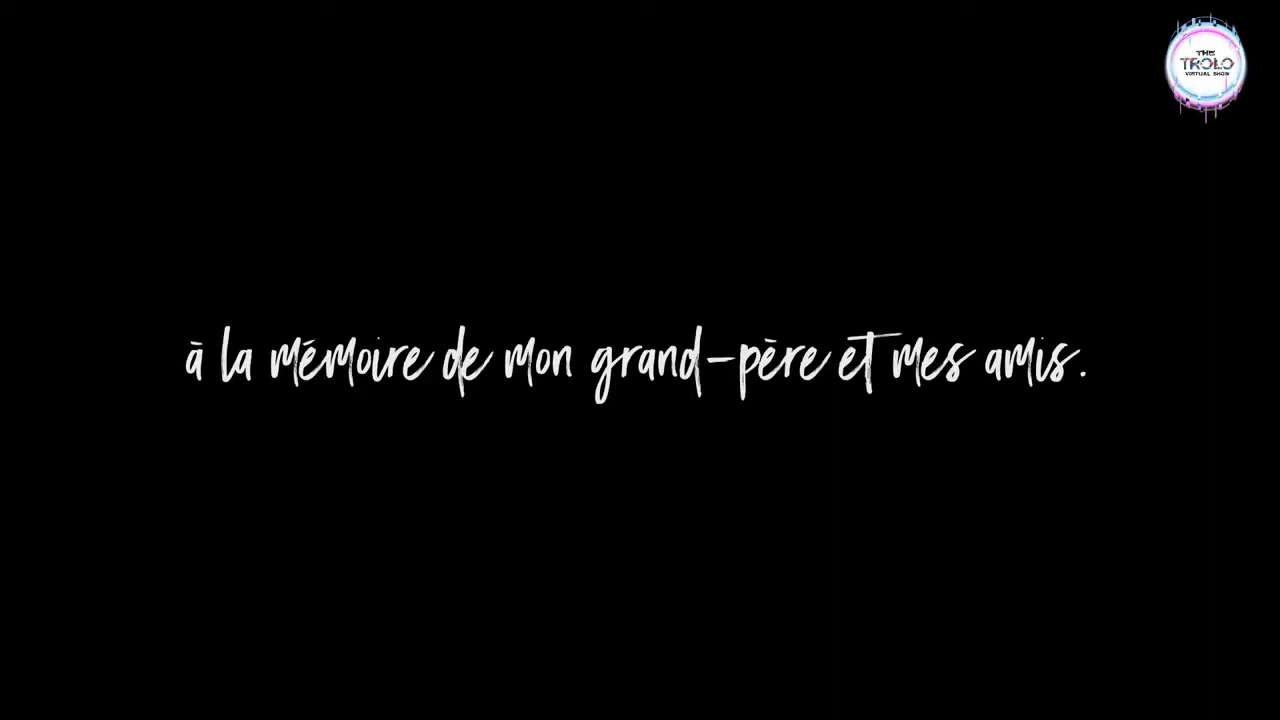 THE
TROLO
VIRTUAL SHOW
à la mémoire de mon grand-père et mes amis.